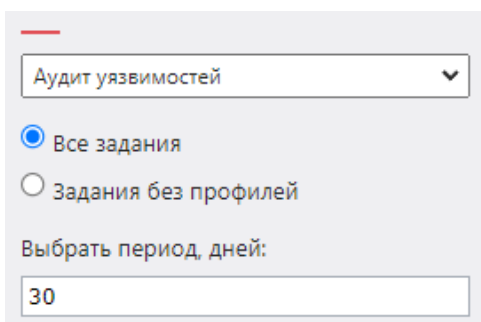 Аудит уязвимостей
Все задания
Задания без профилей
Выбрать период, дней:
30